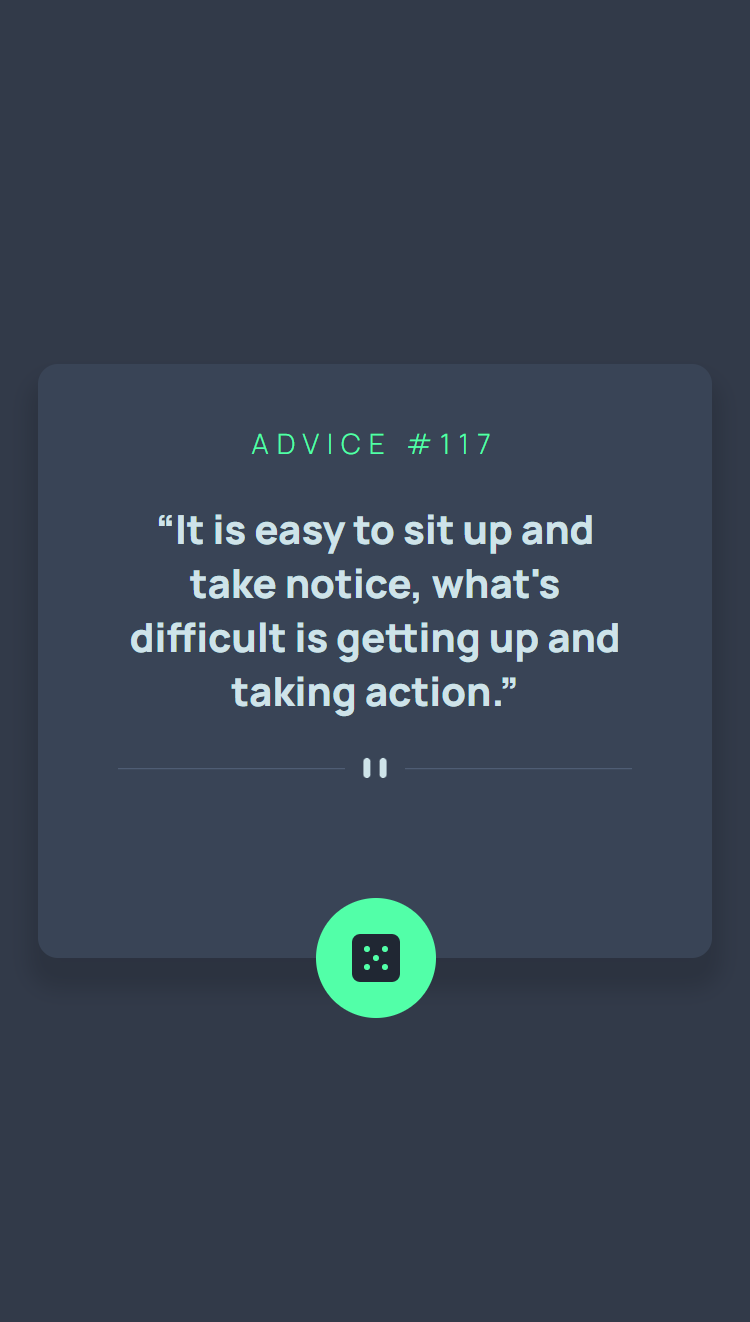 ADVICE #117
“It is easy to sit up and
take notice, what's
difficult is getting up and
taking action.”